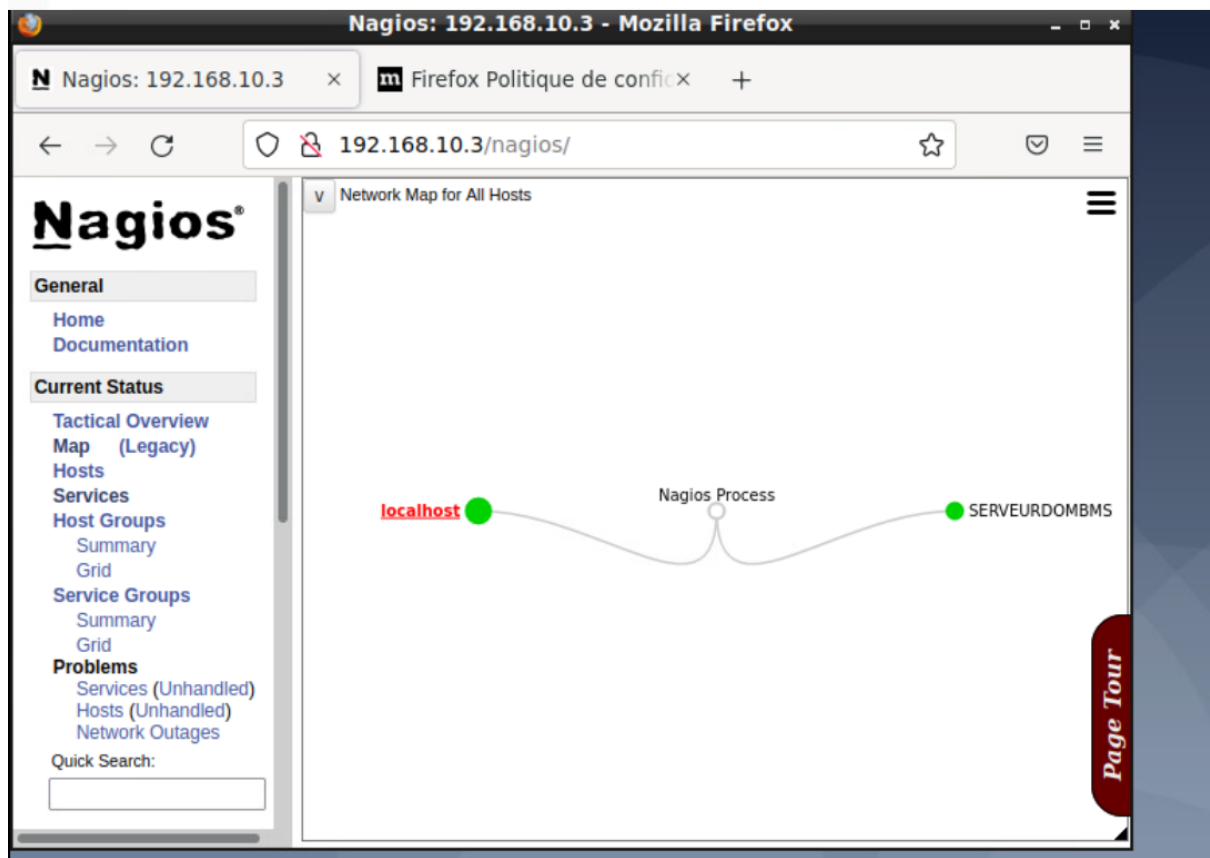 Nagios: 192.168.10.3 - Mozilla Firefox
N Nagios: 192.168.10.3 × m Firefox Politique de confi × +
192.168.10.3/nagios/
Nagios®
General
Home
Documentation
Current Status
Tactical Overview
Map (Legacy)
Hosts
Services
Host Groups
Summary
Grid
Service Groups
Summary
Grid
Problems
Services (Unhandled)
Hosts (Unhandled)
Network Outages
Quick Search:
v Network Map for All Hosts
Nagios Process
localhost
SERVEURDOMBMS
Page Tour